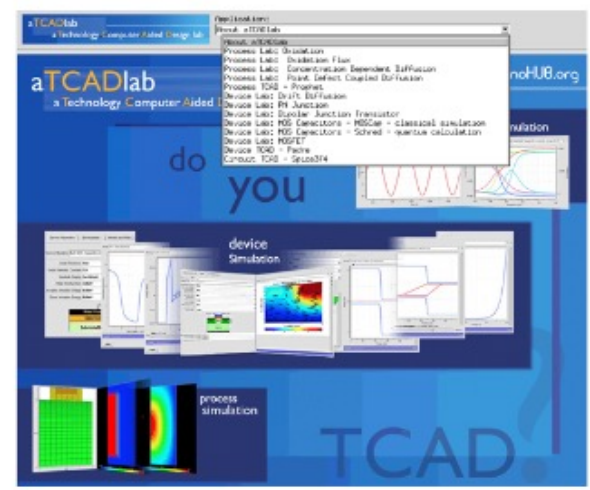 aTCADlab
a Technology Computer Aided Design lab
Application:
About aTCADlab
About aTCADlab
Process Lab: Oxidation
Process Lab: Oxidation Flux
Process Lab: Concentration Dependent Diffusion
Process Lab: Point Defect Coupled Diffusion
Process TCAD - Prophet
Device Lab: Drift Diffusion
Device Lab: PN Junction
Device Lab: Bipolar Junction Transistor
Device Lab: MOS Capacitors - MOSCap - classical simulation
Device Lab: MOS Capacitors - Schred - quantum calculation
Device Lab: MOSFET
Device TCAD - Padre
Circuit TCAD - Spice3F4
aTCADlab
a Technology Computer Aided D
noHUB.org
mulation
do
you
device
Simulation
process
simulation
TCAD?